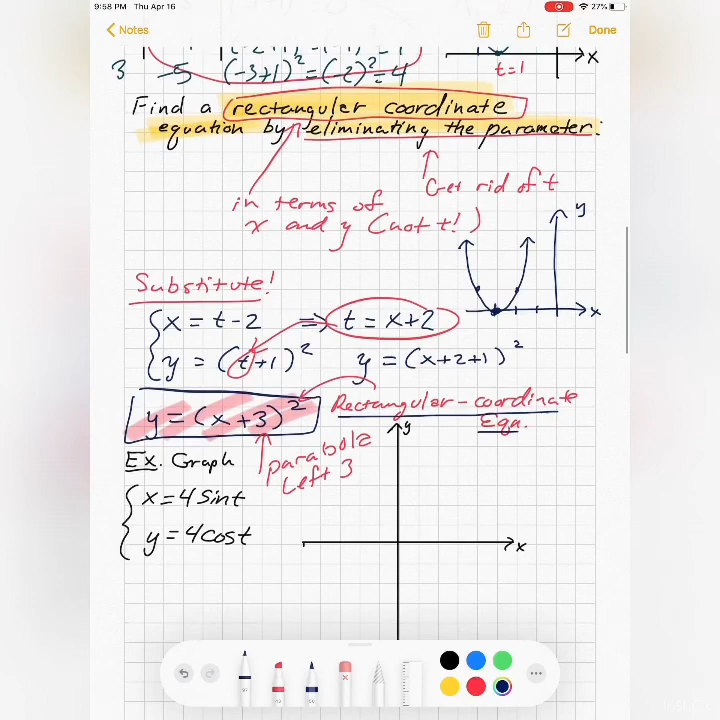 9:58 PM Thu Apr 16
27%
Notes
Done
3 -5 (-3+1)² = (-2)² = 4
t=1
x
Find a rectangular coordinate
equation by eliminating the parameter.
Get rid of t
in terms of
x and y (not t!)
y
x
Substitute!
x = t-2 => t = x+2
y = (t+1)² y = (x+2+1)²
y = (x+3)²
Rectangular-coordinate
Eqn.
parabola
Left 3
Ex. Graph
x = 4 sint
y = 4 cost
y
x